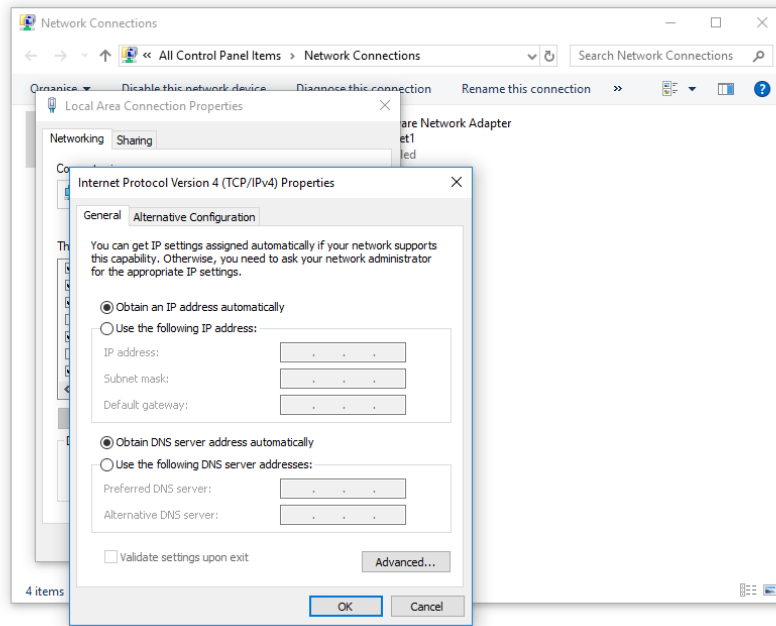 Network Connections
« All Control Panel Items > Network Connections
Search Network Connections
Organise Disable this network device Diagnose this connection Rename this connection »
Local Area Connection Properties
Networking Sharing
Network Adapter
Internet Protocol Version 4 (TCP/IPv4) Properties
General Alternative Configuration
You can get IP settings assigned automatically if your network supports
this capability. Otherwise, you need to ask your network administrator
for the appropriate IP settings.
Obtain an IP address automatically
Use the following IP address:
IP address:
Subnet mask:
Default gateway:
Obtain DNS server address automatically
Use the following DNS server addresses:
Preferred DNS server:
Alternative DNS server:
Validate settings upon exit
Advanced...
4 items
OK Cancel